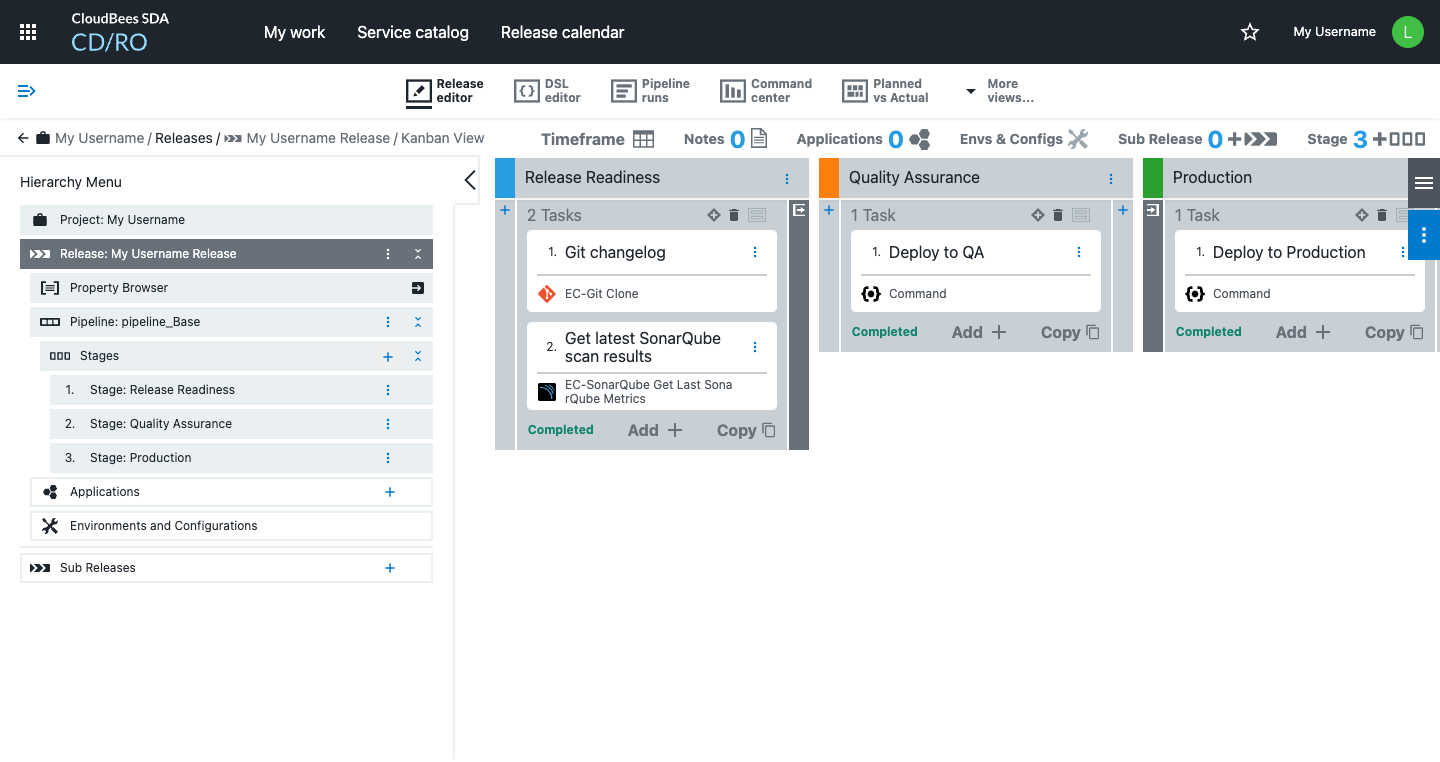 CloudBees SDA
CD/RO
My work
Service catalog
Release calendar
My Username
L
Release
editor
DSL
editor
Pipeline
runs
Command
center
Planned
vs Actual
More
views...
My Username / Releases / My Username Release / Kanban View
Timeframe
Notes 0
Applications 0
Envs & Configs
Sub Release 0
Stage 3
Hierarchy Menu
Project: My Username
Release: My Username Release
Property Browser
Pipeline: pipeline_Base
Stages
1. Stage: Release Readiness
2. Stage: Quality Assurance
3. Stage: Production
Applications
Environments and Configurations
Sub Releases
Release Readiness
2 Tasks
1. Git changelog
EC-Git Clone
2. Get latest SonarQube
scan results
EC-SonarQube Get Last Sona
rQube Metrics
Completed
Add
Copy
Quality Assurance
1 Task
1. Deploy to QA
Command
Completed
Add
Copy
Production
1 Task
1. Deploy to Production
Command
Completed
Add
Copy